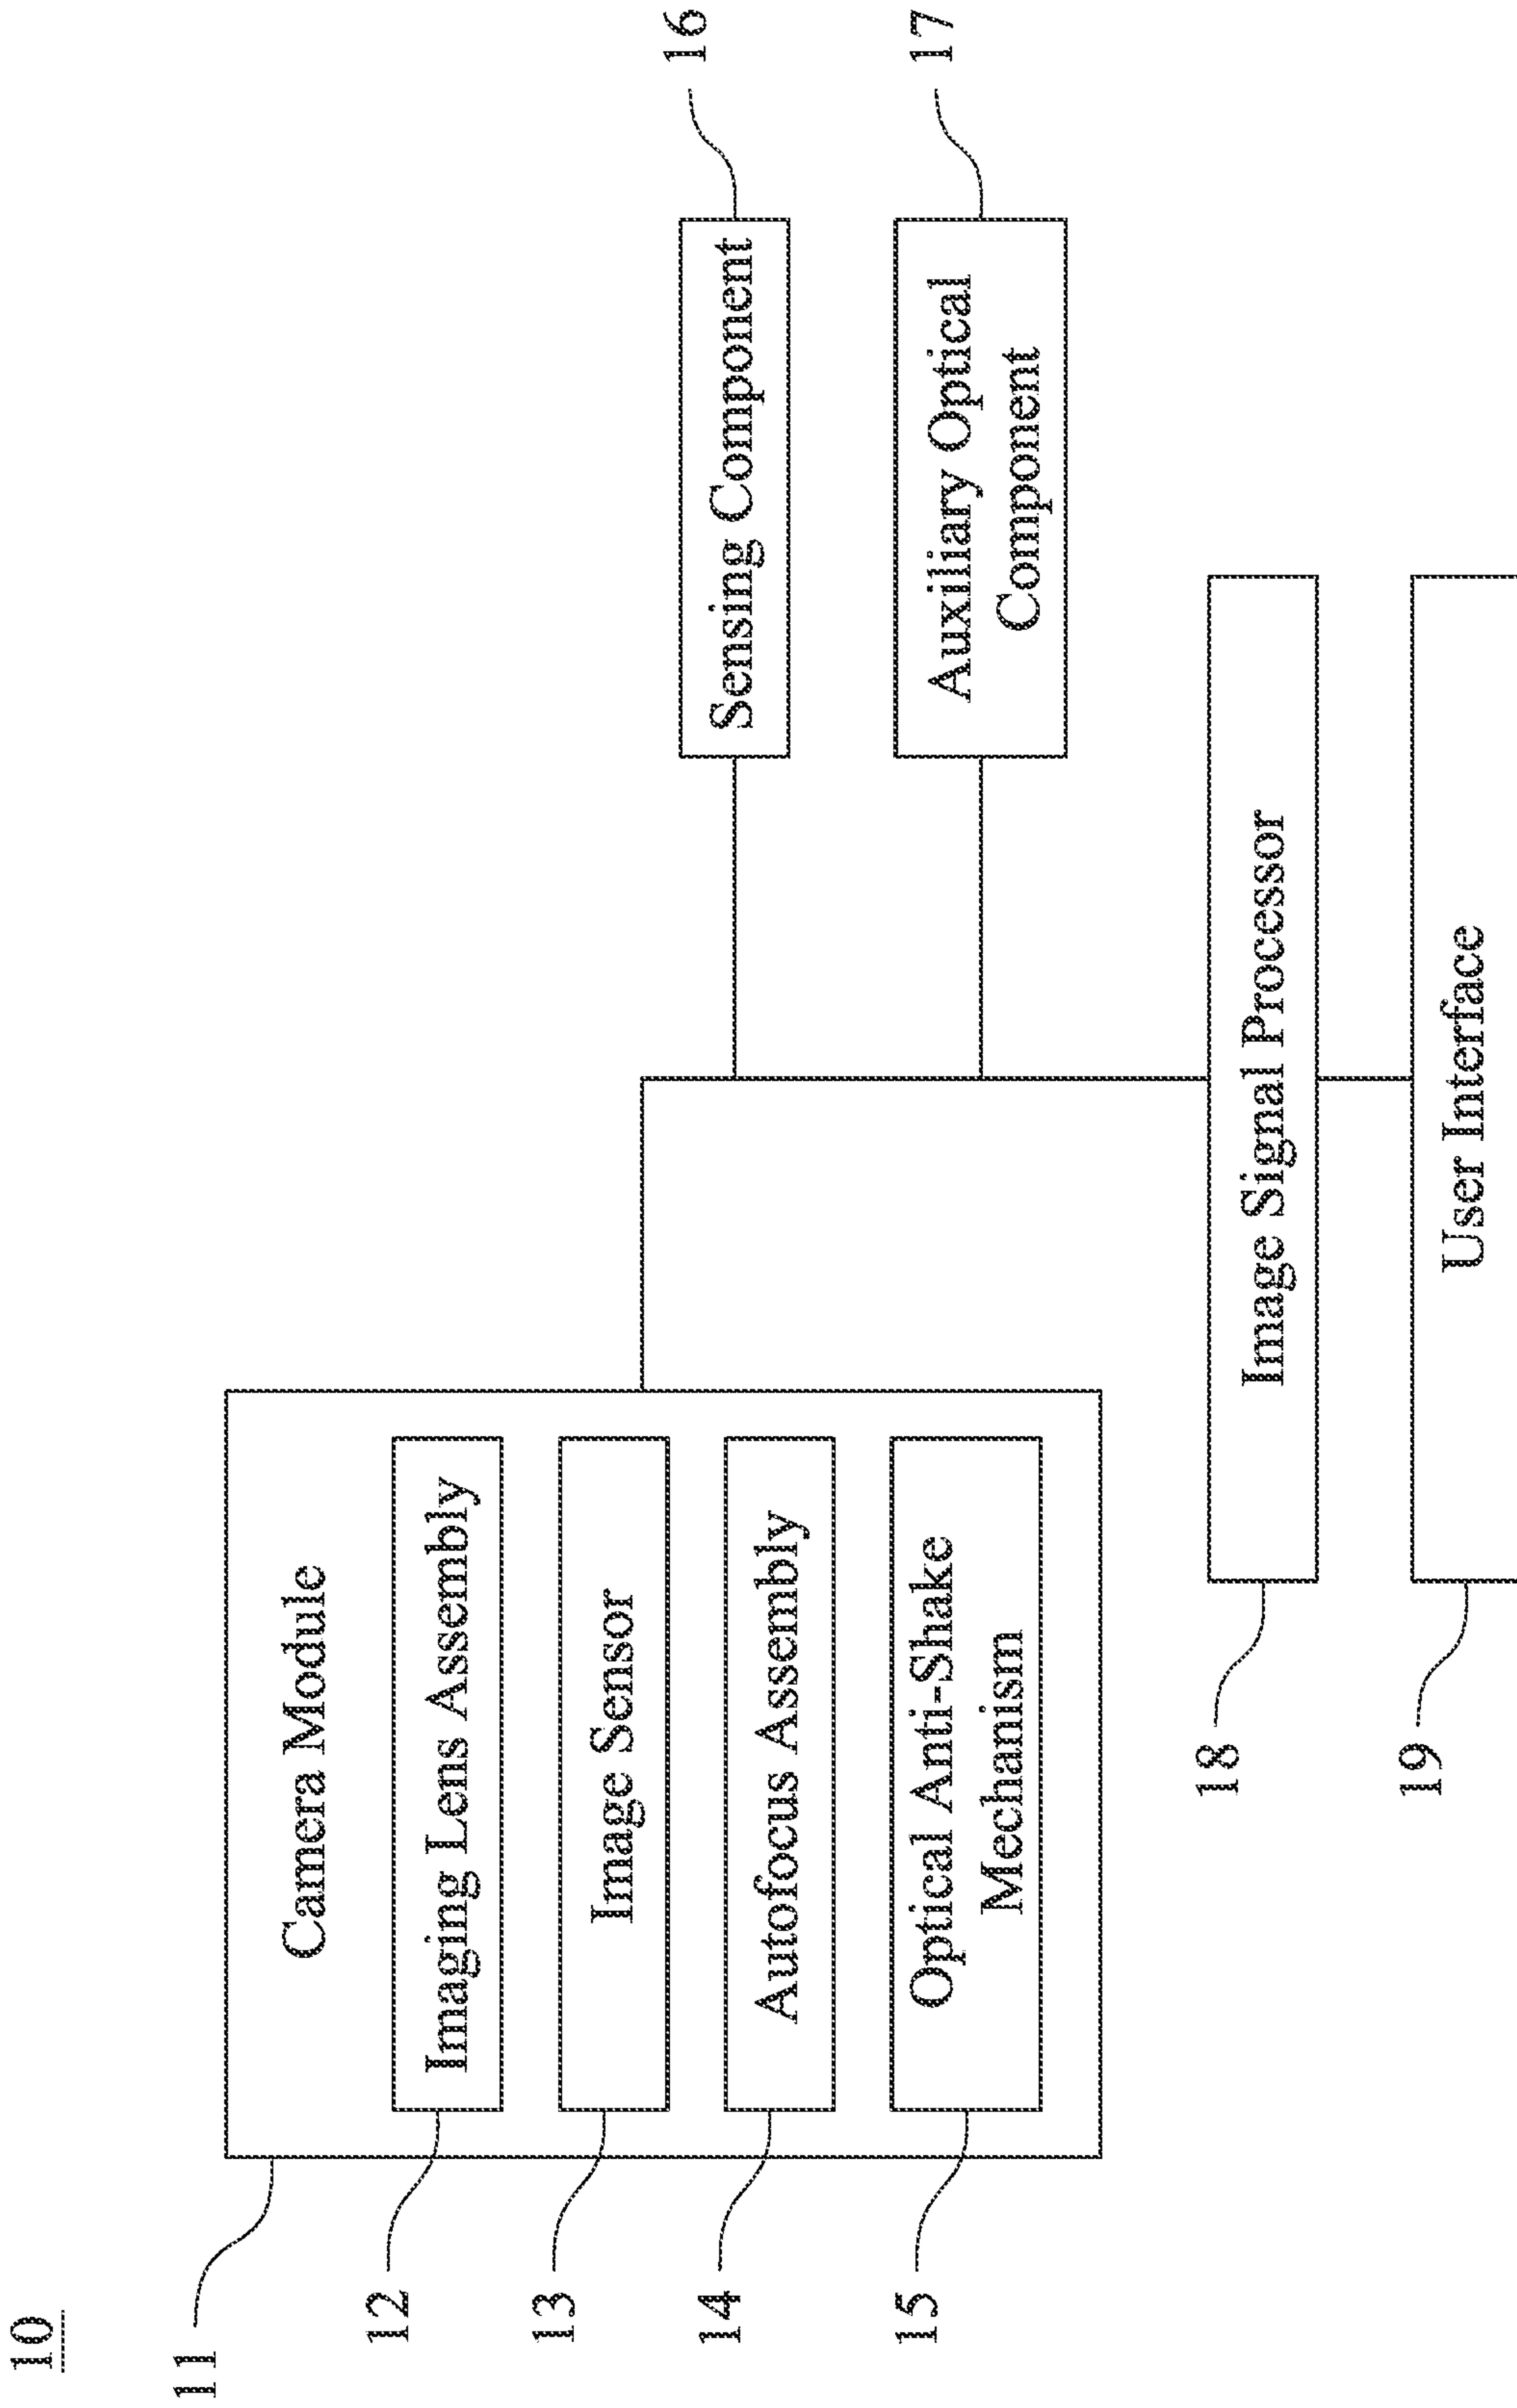 10
11
Camera Module
12
Imaging Lens Assembly
13
Image Sensor
14
Autofocus Assembly
15
Optical Anti-Shake
Mechanism
Sensing Component
16
Auxiliary Optical
Component
17
18
Image Signal Processor
19
User Interface